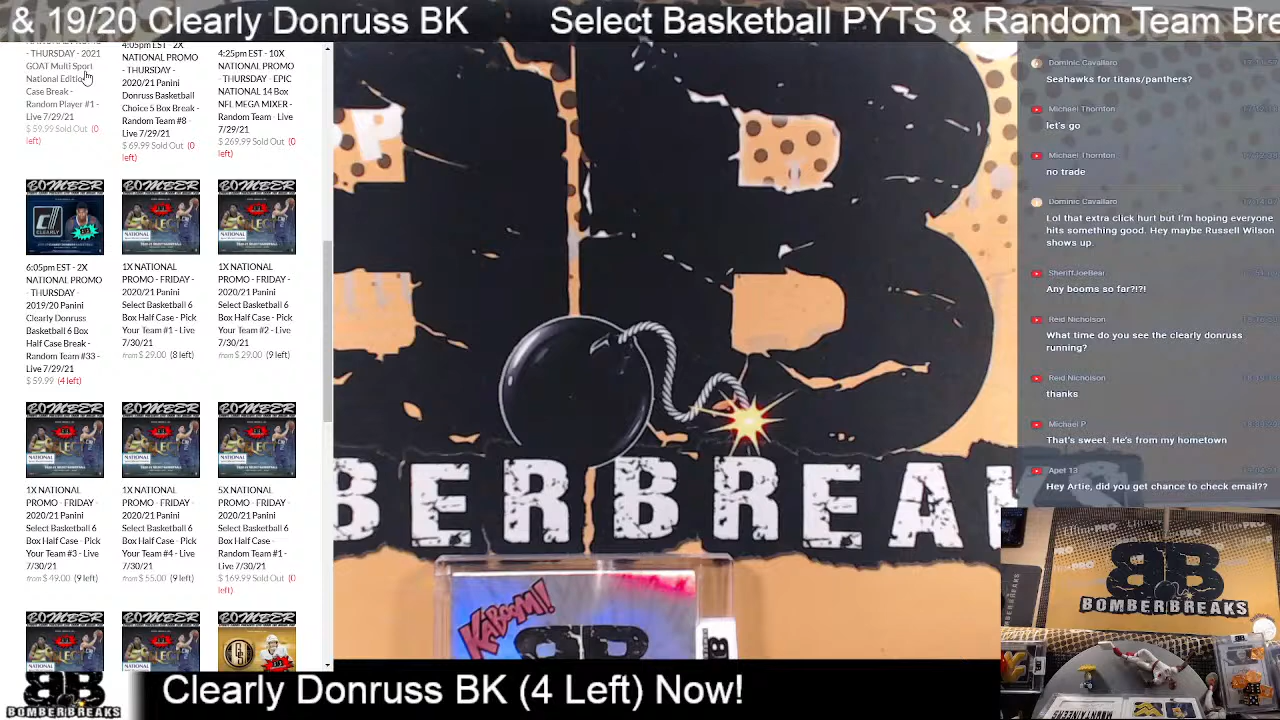 & 19/20 Clearly Donruss BK Select Basketball PYTS & Random Team Bre
- THURSDAY - 2021
GOAT Multi Sport
National Edition
Case Break -
Random Player #1 -
Live 7/29/21
$ 59.99 Sold Out (0
left)
4:05pm EST - 2X
NATIONAL PROMO
- THURSDAY -
2020/21 Panini
Donruss Basketball
Choice 5 Box Break -
Random Team #8 -
Live 7/29/21
$ 69.99 Sold Out (0
left)
4:25pm EST - 10X
NATIONAL PROMO
- THURSDAY - EPIC
NATIONAL 14 Box
NFL MEGA MIXER -
Random Team - Live
7/29/21
$ 269.99 Sold Out (0
left)
BOMBER
BOMBER
BOMBER
6:05pm EST - 2X
NATIONAL PROMO
- THURSDAY -
2019/20 Panini
Clearly Donruss
Basketball 6 Box
Half Case Break -
Random Team #33 -
Live 7/29/21
$ 59.99 (4 left)
1X NATIONAL
PROMO - FRIDAY -
2020/21 Panini
Select Basketball 6
Box Half Case - Pick
Your Team #1 - Live
7/30/21
from $ 29.00 (8 left)
1X NATIONAL
PROMO - FRIDAY -
2020/21 Panini
Select Basketball 6
Box Half Case - Pick
Your Team #2 - Live
7/30/21
from $ 29.00 (9 left)
BOMBER
BOMBER
BOMBER
1X NATIONAL
PROMO - FRIDAY -
2020/21 Panini
Select Basketball 6
Box Half Case - Pick
Your Team #3 - Live
7/30/21
from $ 49.00 (9 left)
1X NATIONAL
PROMO - FRIDAY -
2020/21 Panini
Select Basketball 6
Box Half Case - Pick
Your Team #4 - Live
7/30/21
from $ 55.00 (9 left)
5X NATIONAL
PROMO - FRIDAY -
2020/21 Panini
Select Basketball 6
Box Half Case -
Random Team #1 -
Live 7/30/21
$ 169.99 Sold Out (0
left)
BOMBER
BOMBER
BOMBER
BER BREAK
KABOOM!
Dominic Cavallaro
Seahawks for titans/panthers?
Michael Thornton
let's go
Michael Thornton
no trade
Dominic Cavallaro
Lol that extra click hurt but I'm hoping everyone
hits something good. Hey maybe Russell Wilson
shows up.
SheriffJoeBear
Any booms so far?!?!
Reid Nicholson
What time do you see the clearly donruss
running?
Reid Nicholson
thanks
Michael P
That's sweet. He's from my hometown
Apet 13
Hey Artie, did you get chance to check email??
BB
BOMBERBREAKS
BB
BOMBERBREAKS
Clearly Donruss BK (4 Left) Now!